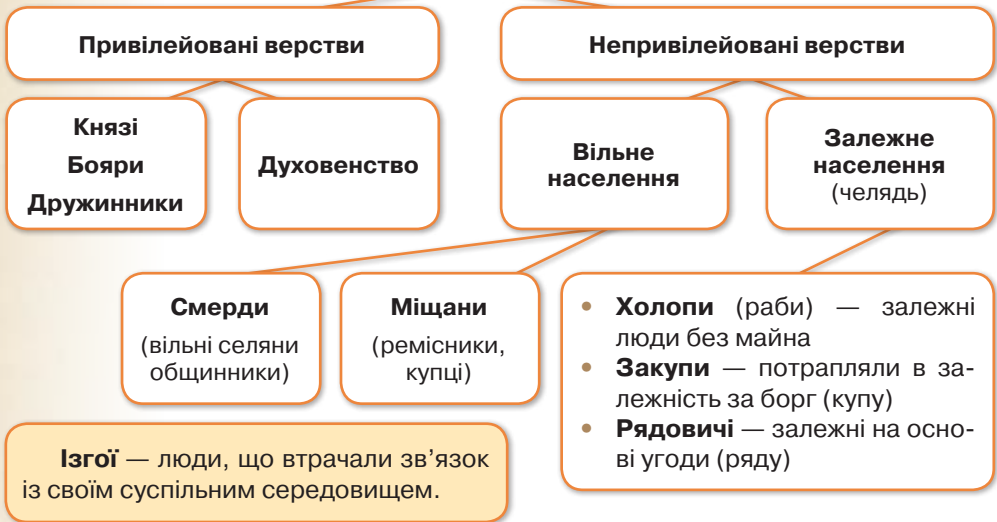 Привілейовані верстви
Непривілейовані верстви
Князі
Бояри
Дружинники
Духовенство
Вільне
населення
Залежне
населення
(челядь)
Смерди
(вільні селяни
общинники)
Міщани
(ремісники,
купці)
• Холопи (раби) — залежні
люди без майна
• Закупи — потрапляли в за-
лежність за борг (купу)
• Рядовичі — залежні на осно-
ві угоди (ряду)
Ізгої — люди, що втрачали зв'язок
із своїм суспільним середовищем.